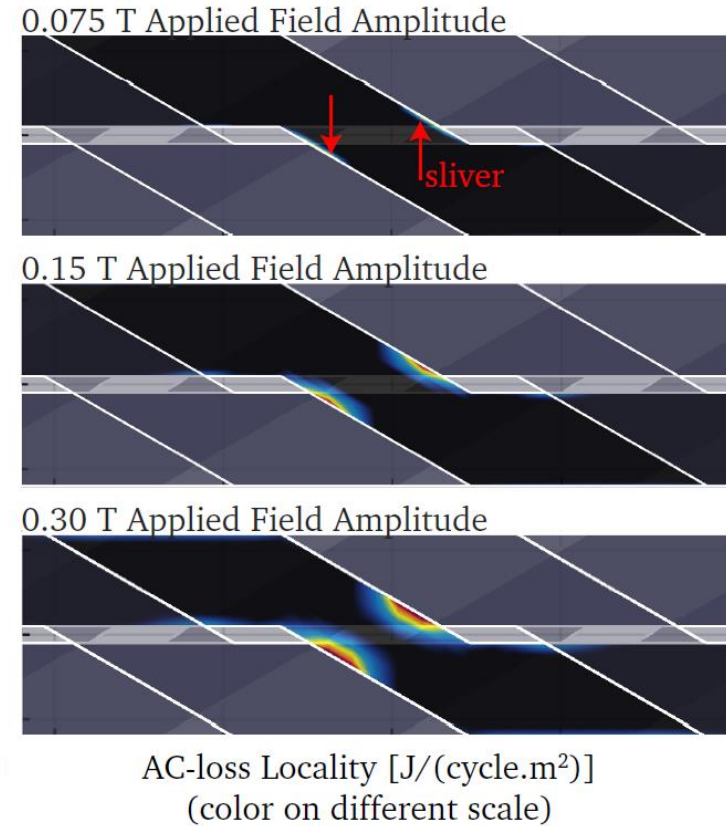 0.075 T Applied Field Amplitude
sliver
0.15 T Applied Field Amplitude
0.30 T Applied Field Amplitude
AC-loss Locality [J/(cycle.m²)]
(color on different scale)